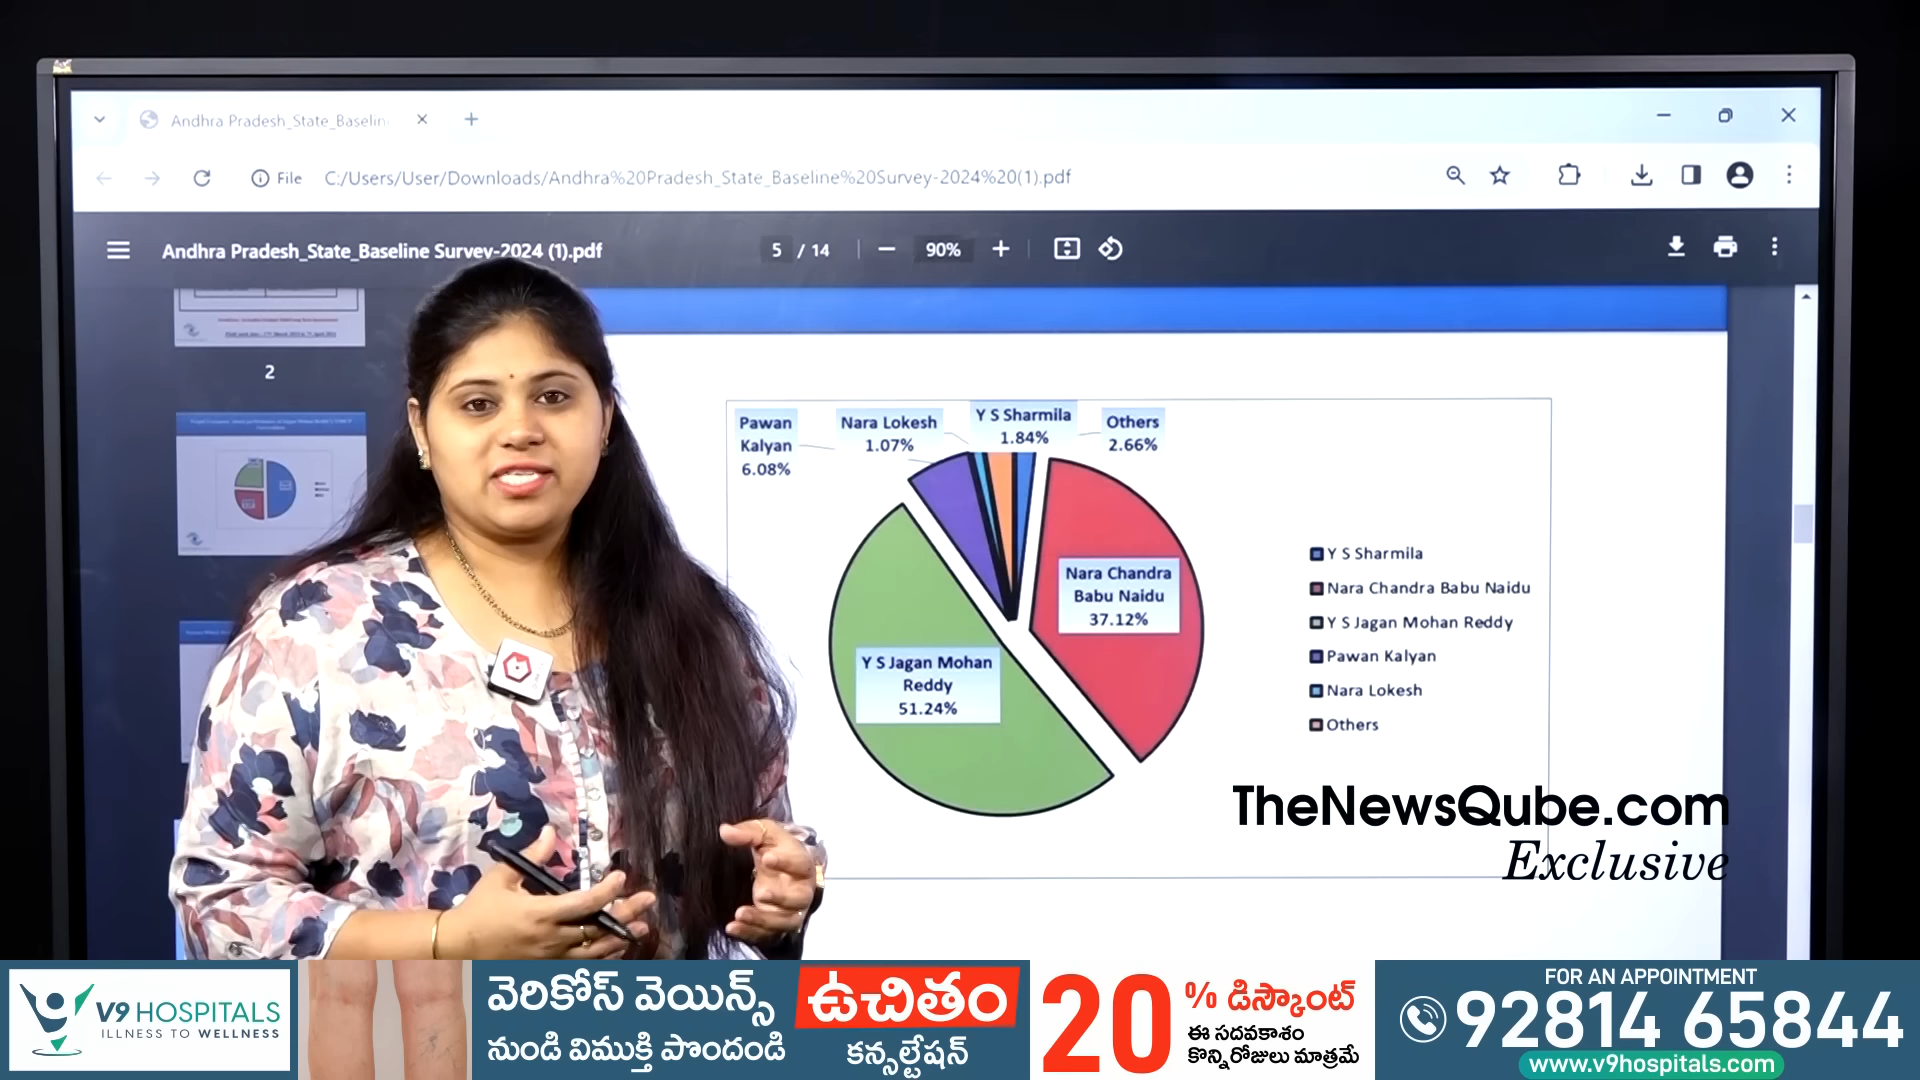 Andhra Pradesh_State_Baselin
File
C:/Users/User/Downloads/Andhra%20Pradesh_State_Baseline%20Survey-2024%20(1).pdf
Andhra Pradesh_State_Baseline Survey-2024 (1).pdf
5 / 14
90%
2
Pawan
Kalyan
6.08%
Nara Lokesh
1.07%
Y S Sharmila
1.84%
Others
2.66%
Nara Chandra
Babu Naidu
37.12%
Y S Jagan Mohan
Reddy
51.24%
Y S Sharmila
Nara Chandra Babu Naidu
Y S Jagan Mohan Reddy
Pawan Kalyan
Nara Lokesh
Others
TheNewsQube.com
Exclusive
V9 HOSPITALS
ILLNESS TO WELLNESS
వెరికోస్ వెయిన్స్
నుండి విముక్తి పొందండి
ఉచితం
కన్సల్టేషన్
20
% డిస్కౌంట్
ఈ సదవకాశం
కొన్నిరోజులు మాత్రమే
FOR AN APPOINTMENT
92814 65844
www.v9hospitals.com